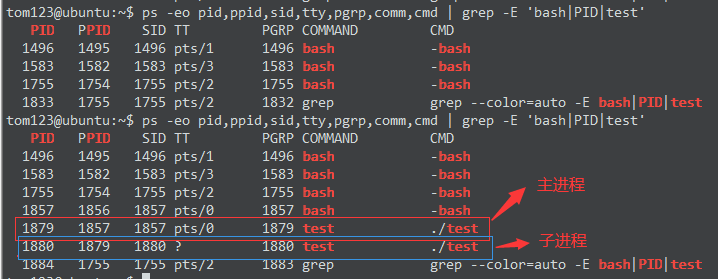 tom123@ubuntu:~$ ps -eo pid,ppid,sid,tty,pgrp,comm,cmd | grep -E 'bash|PID|test'
PID PPID SID TT PGRP COMMAND CMD
1496 1495 1496 pts/1 1496 bash -bash
1583 1582 1583 pts/3 1583 bash -bash
1755 1754 1755 pts/2 1755 bash -bash
1833 1755 1755 pts/2 1832 grep grep --color=auto -E bash|PID|test
tom123@ubuntu:~$ ps -eo pid,ppid,sid,tty,pgrp,comm,cmd | grep -E 'bash|PID|test'
PID PPID SID TT PGRP COMMAND CMD
1496 1495 1496 pts/1 1496 bash -bash
1583 1582 1583 pts/3 1583 bash -bash
1755 1754 1755 pts/2 1755 bash -bash
1857 1856 1857 pts/0 1857 bash -bash
主进程
1879 1857 1857 pts/0 1879 test ./test
1880 1879 1880 ? 1880 test ./test
子进程
1884 1755 1755 pts/2 1883 grep grep --color=auto -E bash|PID|test